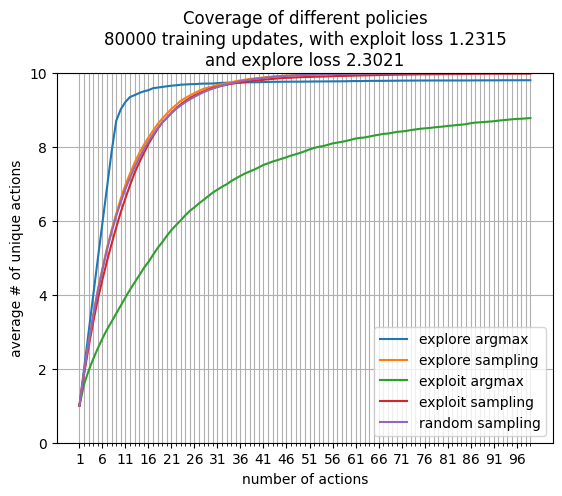 Coverage of different policies
80000 training updates, with exploit loss 1.2315
and explore loss 2.3021
10
8
6
4
2
0
average # of unique actions
explore argmax
explore sampling
exploit argmax
exploit sampling
random sampling
1 6 11 16 21 26 31 36 41 46 51 56 61 66 71 76 81 86 91 96
number of actions